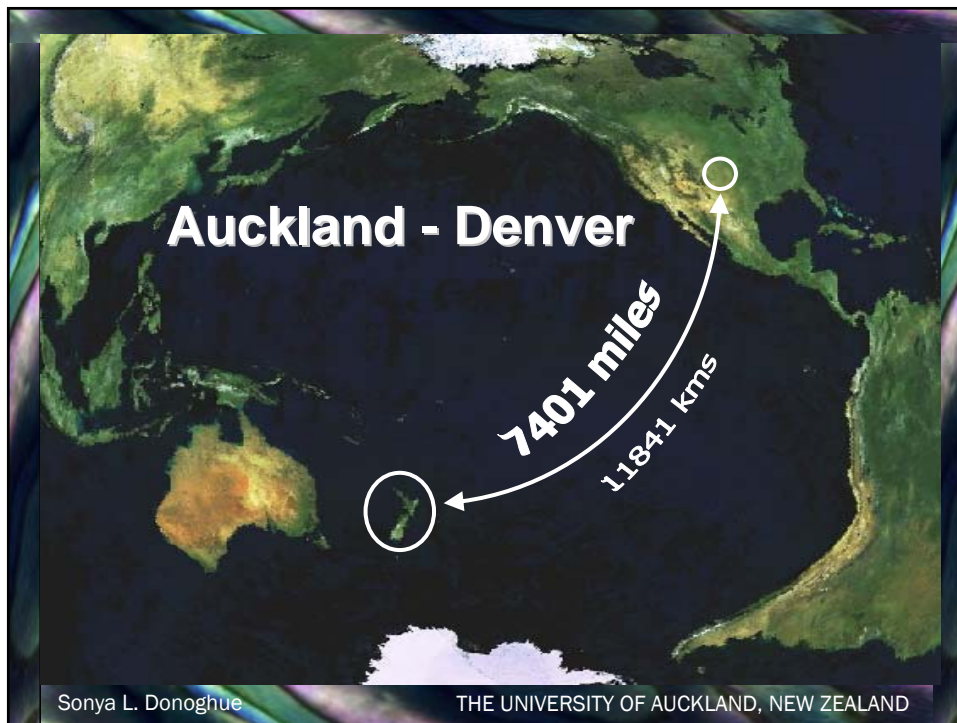 Auckland - Denver
7401 miles
11841 kms
Sonya L. Donoghue
THE UNIVERSITY OF AUCKLAND, NEW ZEALAND